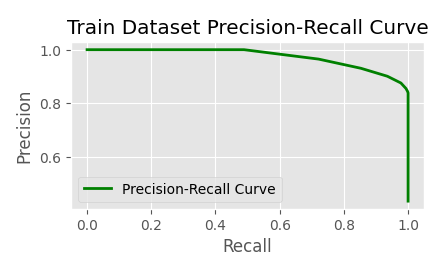 Train Dataset Precision-Recall Curve
1.0
0.8
0.6
Precision
Precision-Recall Curve
0.0 0.2 0.4 0.6 0.8 1.0
Recall